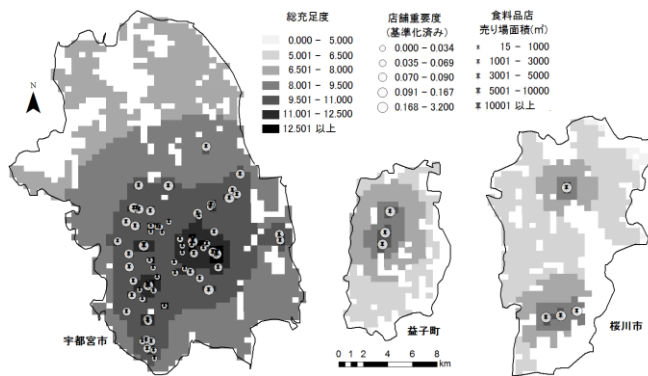 総充足度
0.000 – 5.000
5.001 – 6.500
6.501 – 8.000
8.001 – 9.500
9.501 – 11.000
11.001 – 12.500
12.501 以上
店舗重要度
(基準化済み)
0.000 – 0.034
0.035 – 0.069
0.070 – 0.090
0.091 – 0.167
0.168 – 3.200
食料品店
売り場面積(㎡)
15 – 1000
1001 – 3000
3001 – 5000
5001 – 10000
10001 以上
N
宇都宮市
益子町
桜川市
0 1 2 4 6 8
km